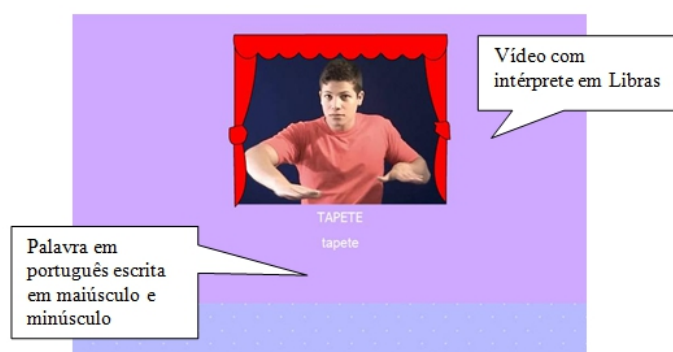 Vídeo com
intérprete em Libras
TAPETE
tapete
Palavra em
português escrita
em maiúsculo e
minúsculo